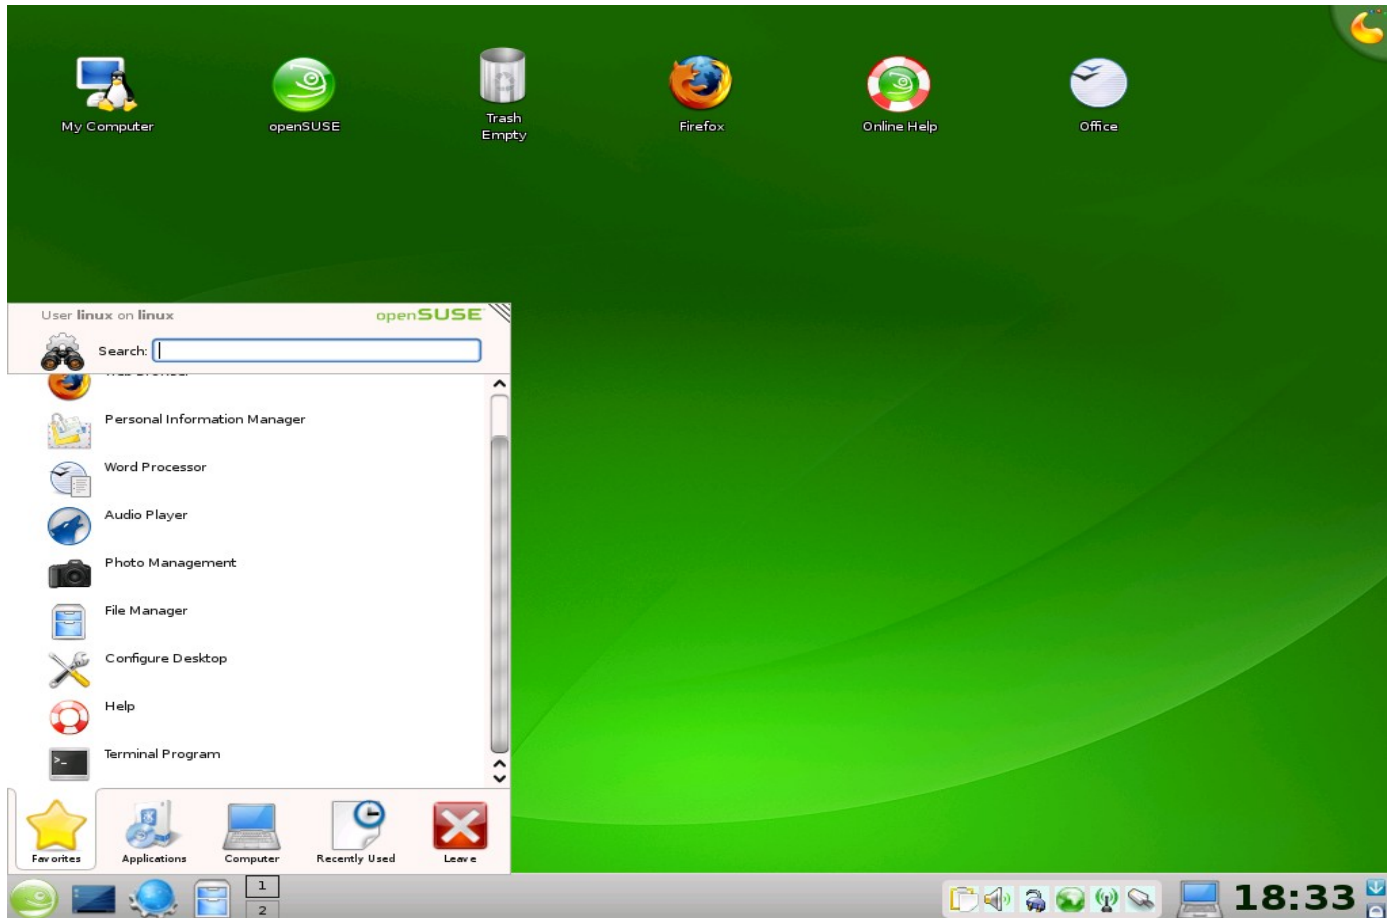 My Computer
openSUSE
Trash
Empty
Firefox
Online Help
Office
User linux on linux
openSUSE
Search:
Personal Information Manager
Word Processor
Audio Player
Photo Management
File Manager
Configure Desktop
Help
Terminal Program
Favorites
Applications
Computer
Recently Used
Leave
1
2
18:33